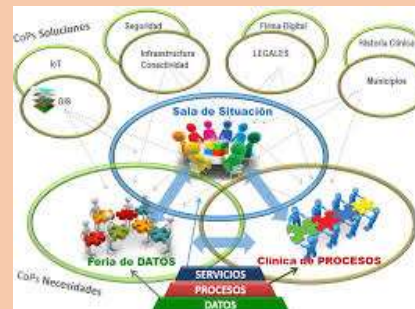 CoPs Soluciones
Seguridad
Firma Digital
Historia Clínica
IoT
Infraestructura
Conectividad
LEGALES
Municipios
GIS
Sala de Situación
Feria de DATOS
Clínica de PROCESOS
CoPs Necesidades
SERVICIOS
PROCESOS
DATOS